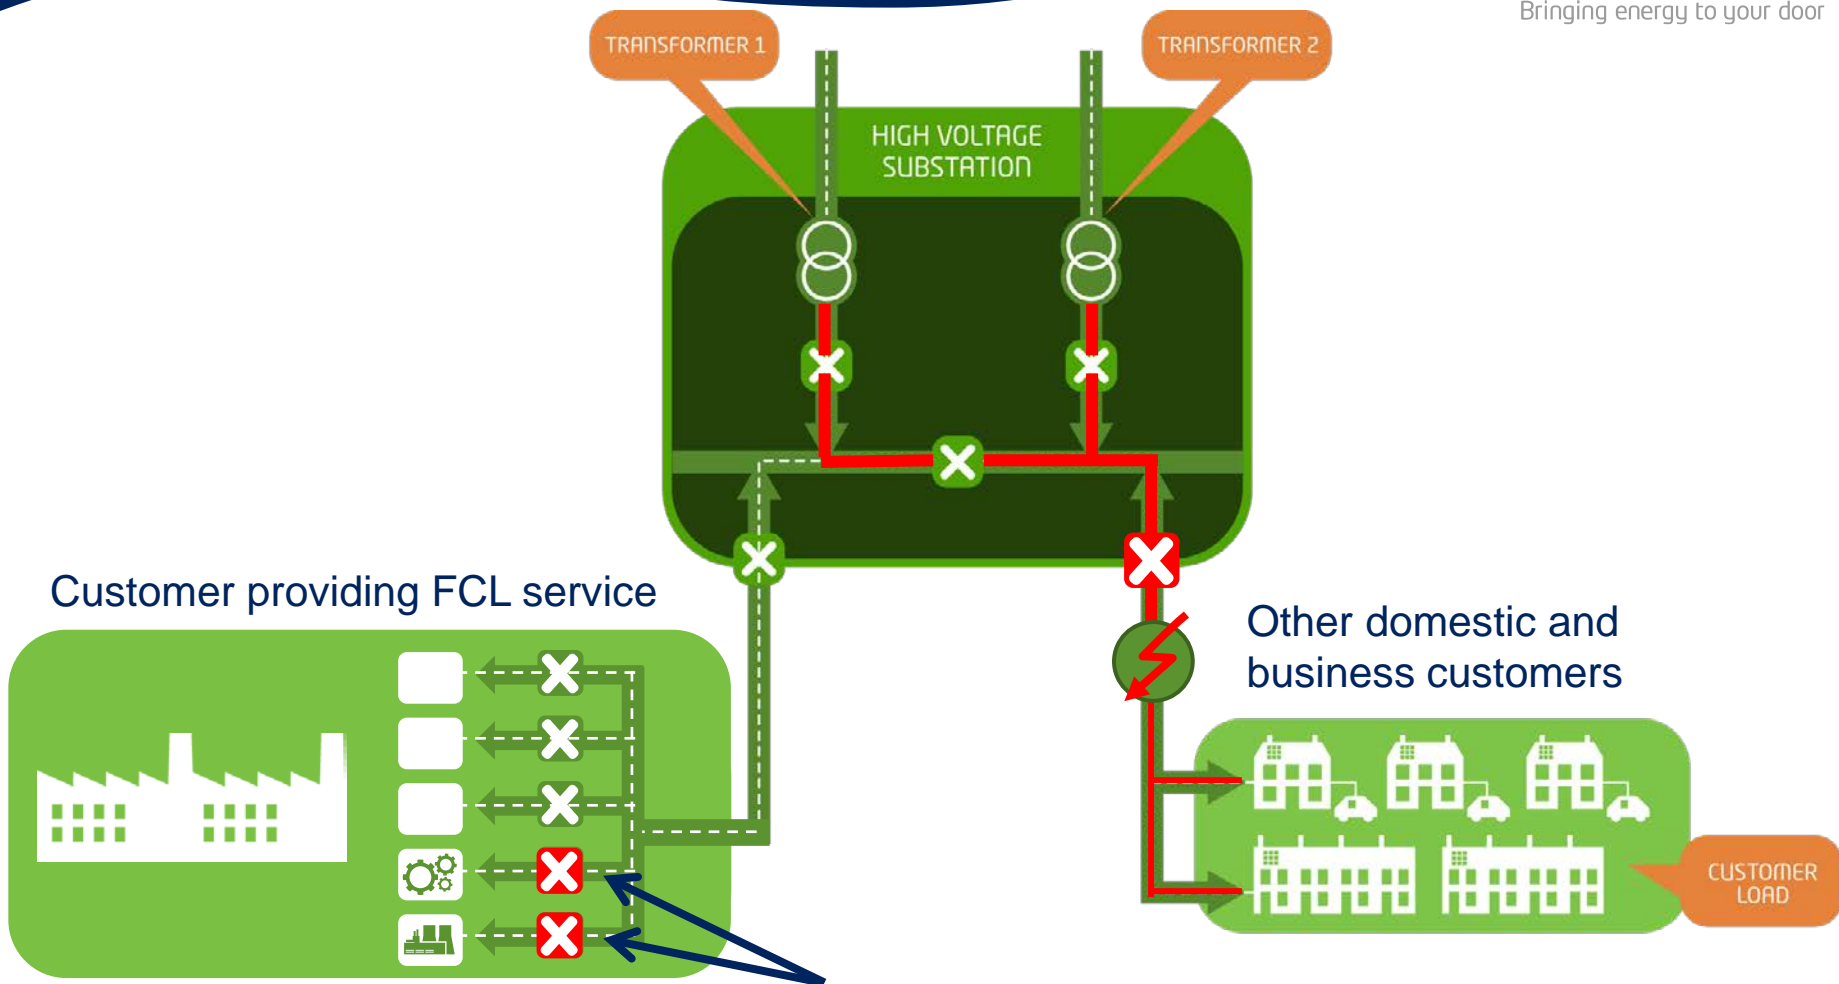 Bringing energy to your door
TRANSFORMER 1
TRANSFORMER 2
HIGH VOLTAGE
SUBSTATION
Customer providing FCL service
Other domestic and
business customers
CUSTOMER
LOAD